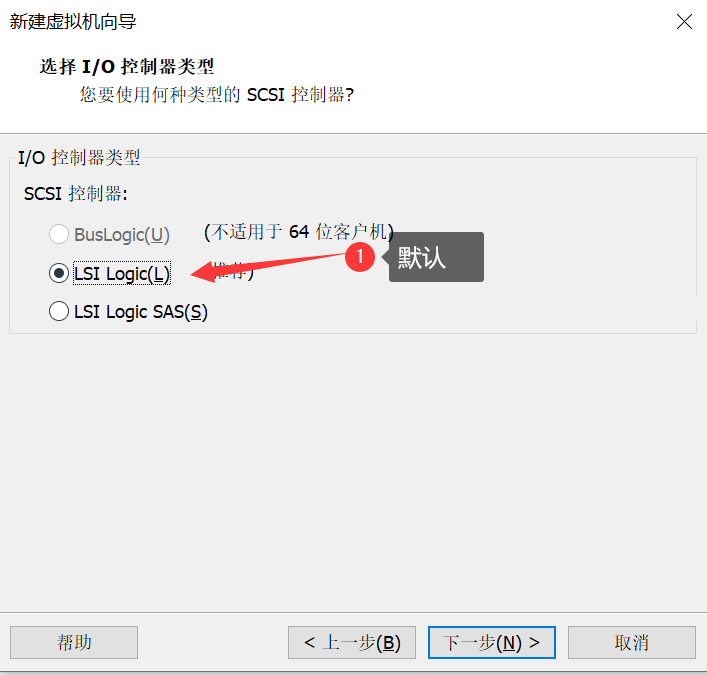 新建虚拟机向导
选择 I/O 控制器类型
您要使用何种类型的 SCSI 控制器?
I/O 控制器类型
SCSI 控制器:
BusLogic(U) (不适用于 64 位客户机)
LSI Logic(L) (推荐) 1 默认
LSI Logic SAS(S)
帮助 < 上一步(B) 下一步(N) > 取消